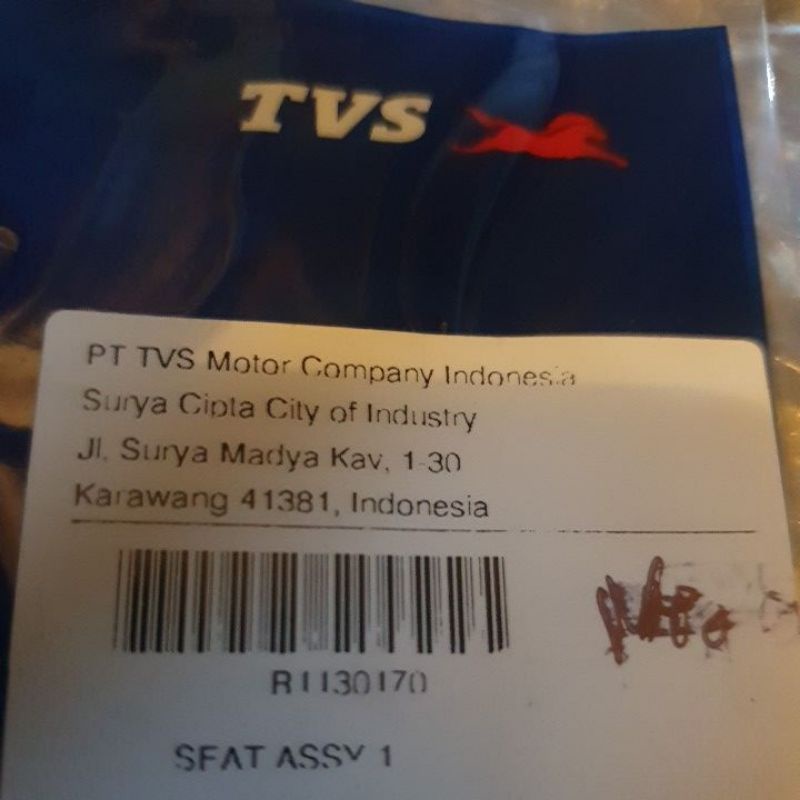 TVS
PT TVS Motor Company Indonesia
Surya Cipta City of Industry
Jl. Surya Madya Kav, 1-30
Karawang 41381, Indonesia
R1130170
SEAT ASSY 1